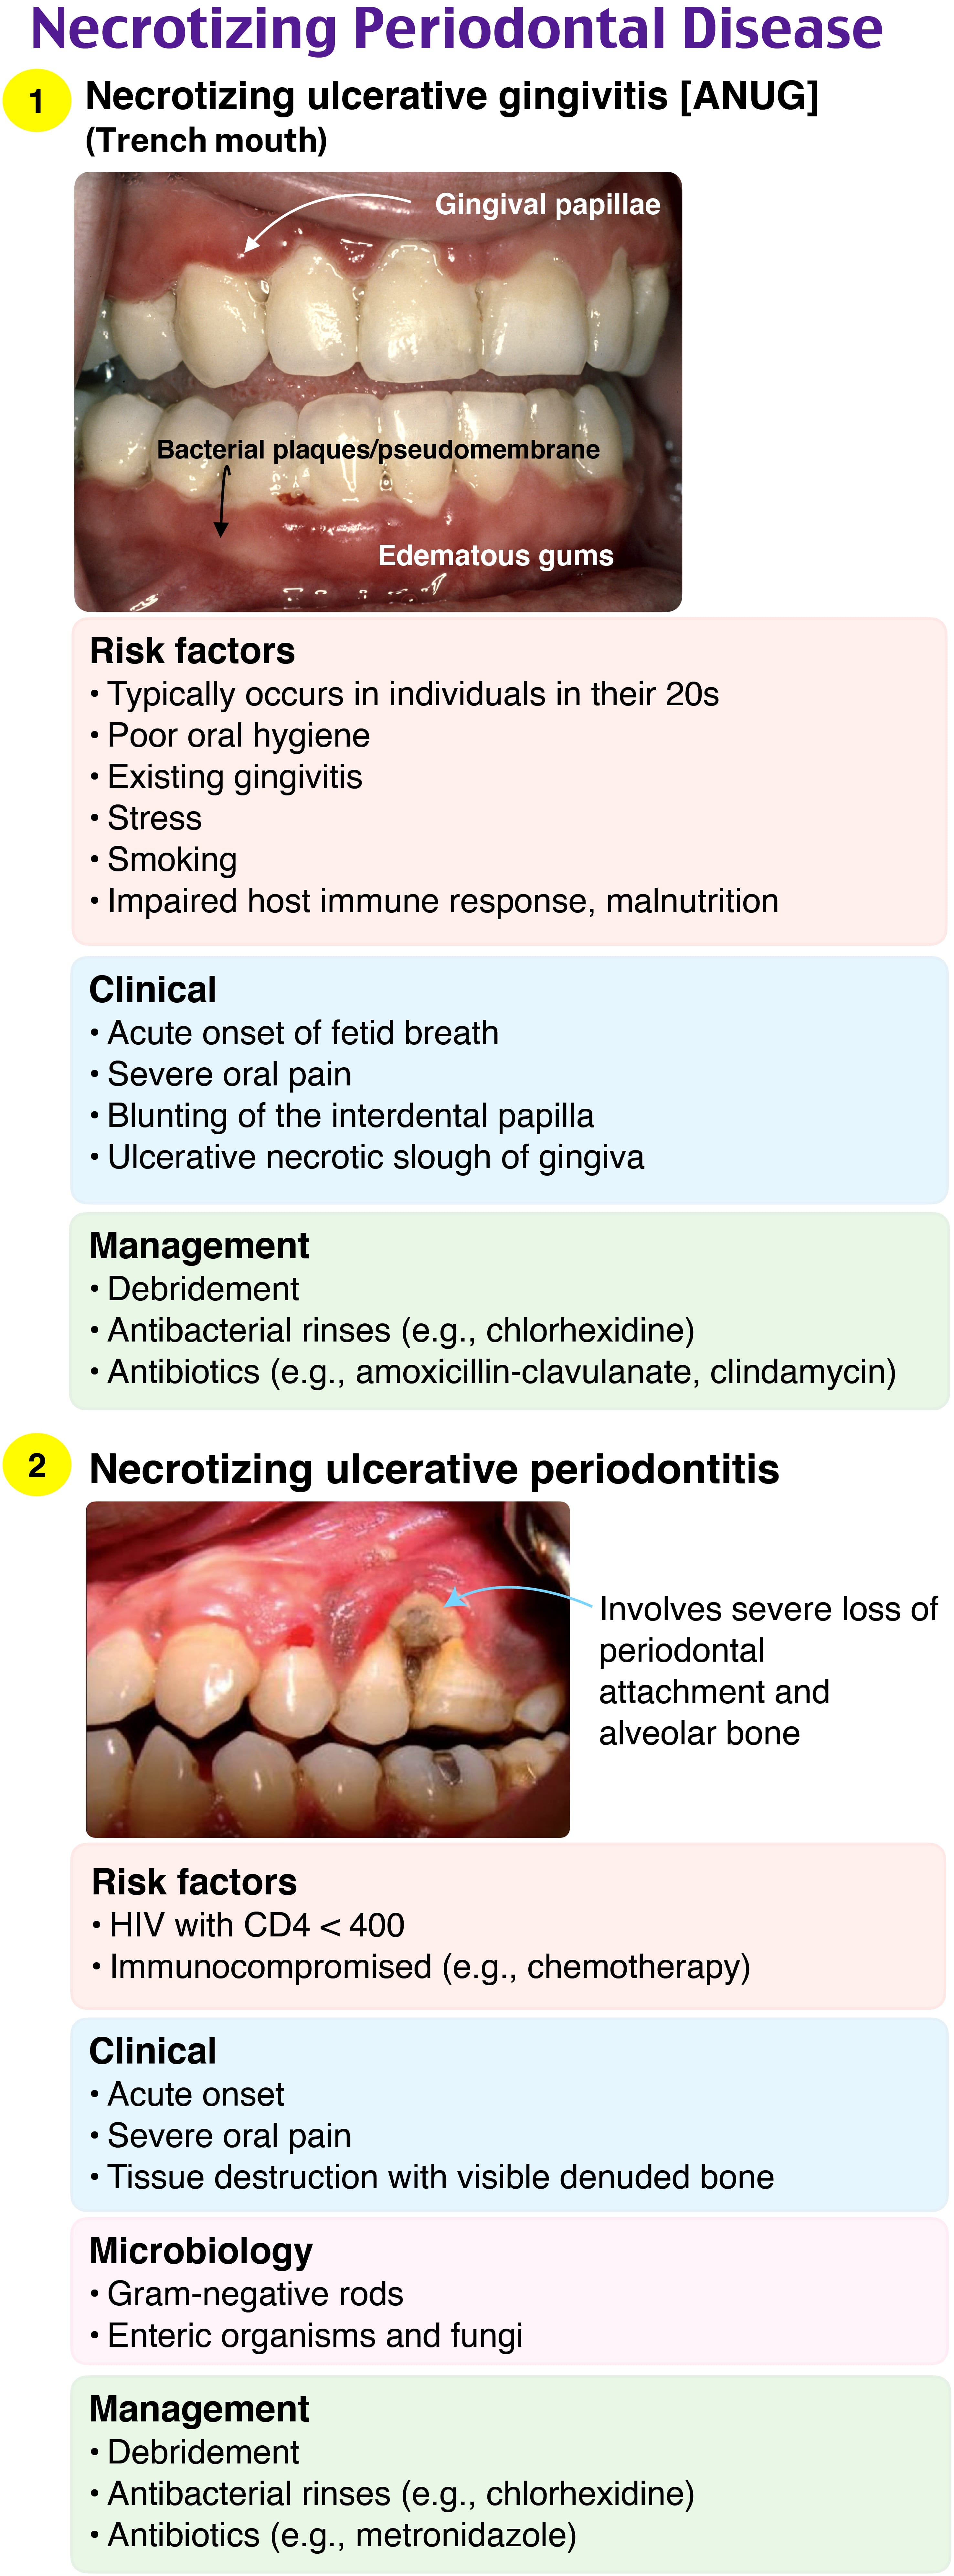 Necrotizing Periodontal Disease
1
Necrotizing ulcerative gingivitis [ANUG]
(Trench mouth)
Gingival papillae
Bacterial plaques/pseudomembrane
Edematous gums
Risk factors
• Typically occurs in individuals in their 20s
• Poor oral hygiene
• Existing gingivitis
• Stress
• Smoking
• Impaired host immune response, malnutrition
Clinical
• Acute onset of fetid breath
• Severe oral pain
• Blunting of the interdental papilla
• Ulcerative necrotic slough of gingiva
Management
• Debridement
• Antibacterial rinses (e.g., chlorhexidine)
• Antibiotics (e.g., amoxicillin-clavulanate, clindamycin)
2
Necrotizing ulcerative periodontitis
Involves severe loss of
periodontal
attachment and
alveolar bone
Risk factors
• HIV with CD4 < 400
• Immunocompromised (e.g., chemotherapy)
Clinical
• Acute onset
• Severe oral pain
• Tissue destruction with visible denuded bone
Microbiology
• Gram-negative rods
• Enteric organisms and fungi
Management
• Debridement
• Antibacterial rinses (e.g., chlorhexidine)
• Antibiotics (e.g., metronidazole)